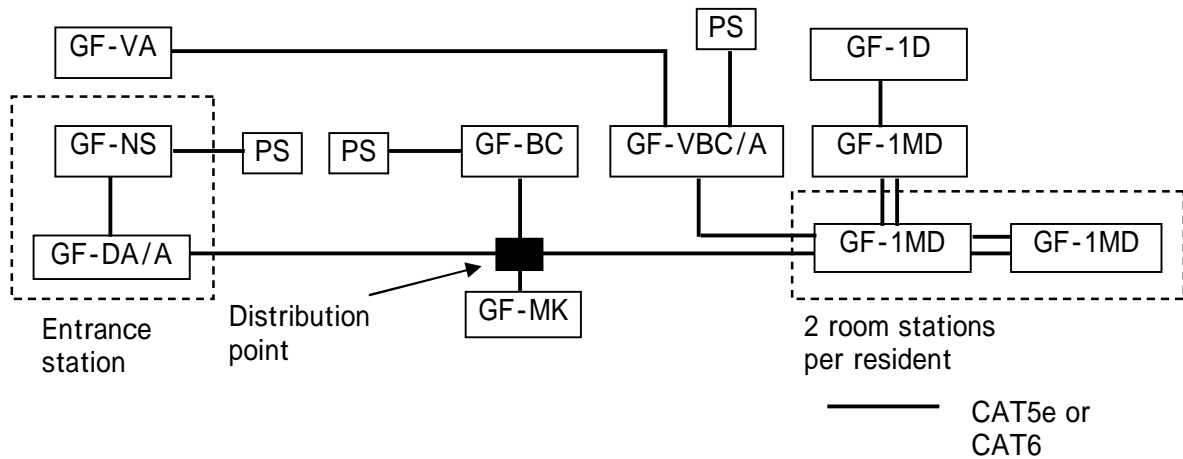 GF-VA
PS
GF-1D
GF-NS
PS
PS
GF-BC
GF-VBC/A
GF-1MD
GF-DA/A
GF-1MD
GF-1MD
GF-MK
Entrance
station
Distribution
point
2 room stations
per resident
CAT5e or
CAT6